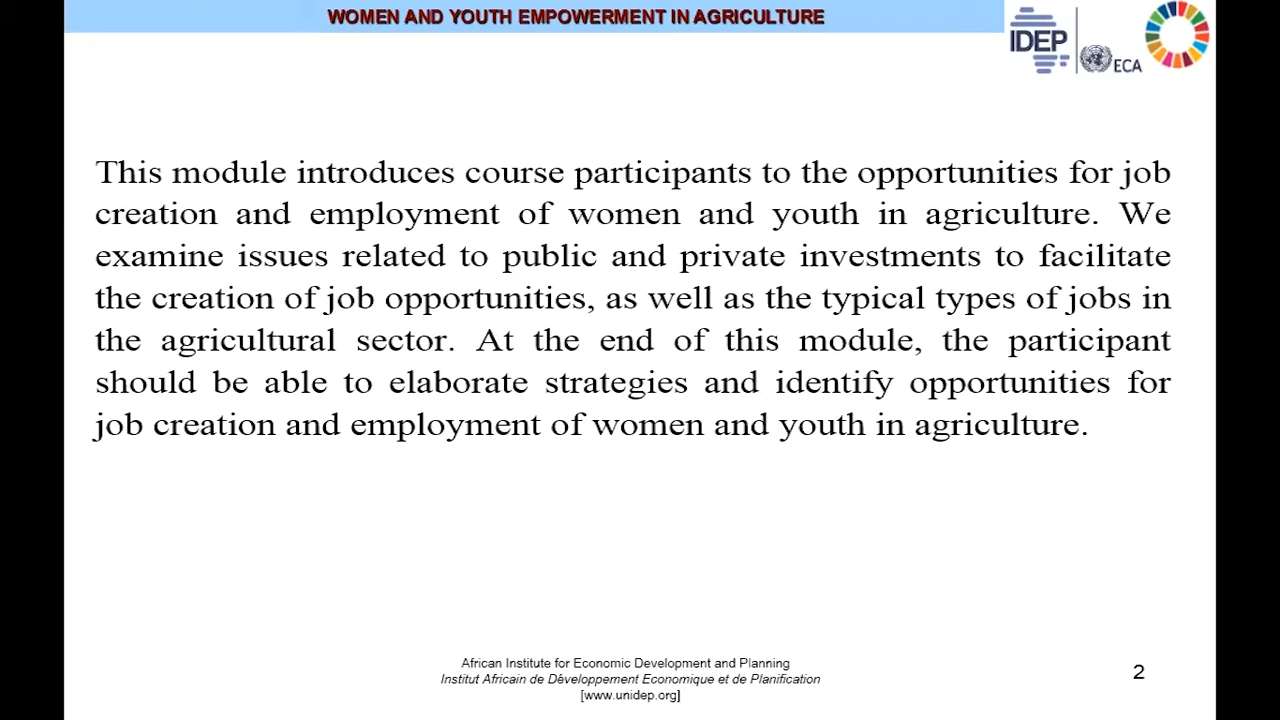 WOMEN AND YOUTH EMPOWERMENT IN AGRICULTURE
IDEP
ECA
This module introduces course participants to the opportunities for job
creation and employment of women and youth in agriculture. We
examine issues related to public and private investments to facilitate
the creation of job opportunities, as well as the typical types of jobs in
the agricultural sector. At the end of this module, the participant
should be able to elaborate strategies and identify opportunities for
job creation and employment of women and youth in agriculture.
African Institute for Economic Development and Planning
Institut Africain de Développement Economique et de Planification
[www.unidep.org]
2